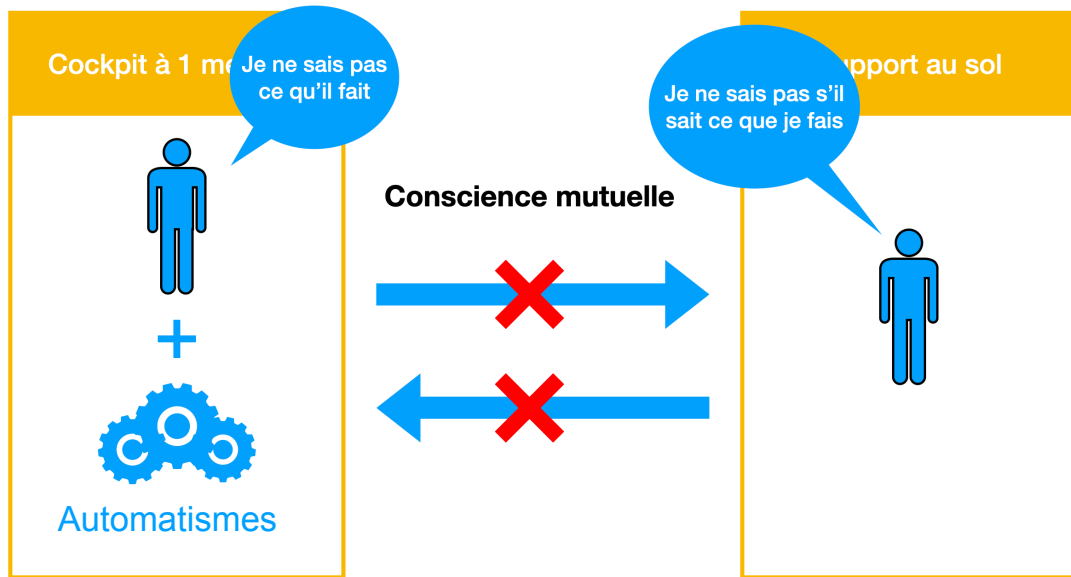 Cockpit à 1 me
Je ne sais pas
ce qu'il fait
pport au sol
Je ne sais pas s'il
sait ce que je fais
Conscience mutuelle
+
Automatismes